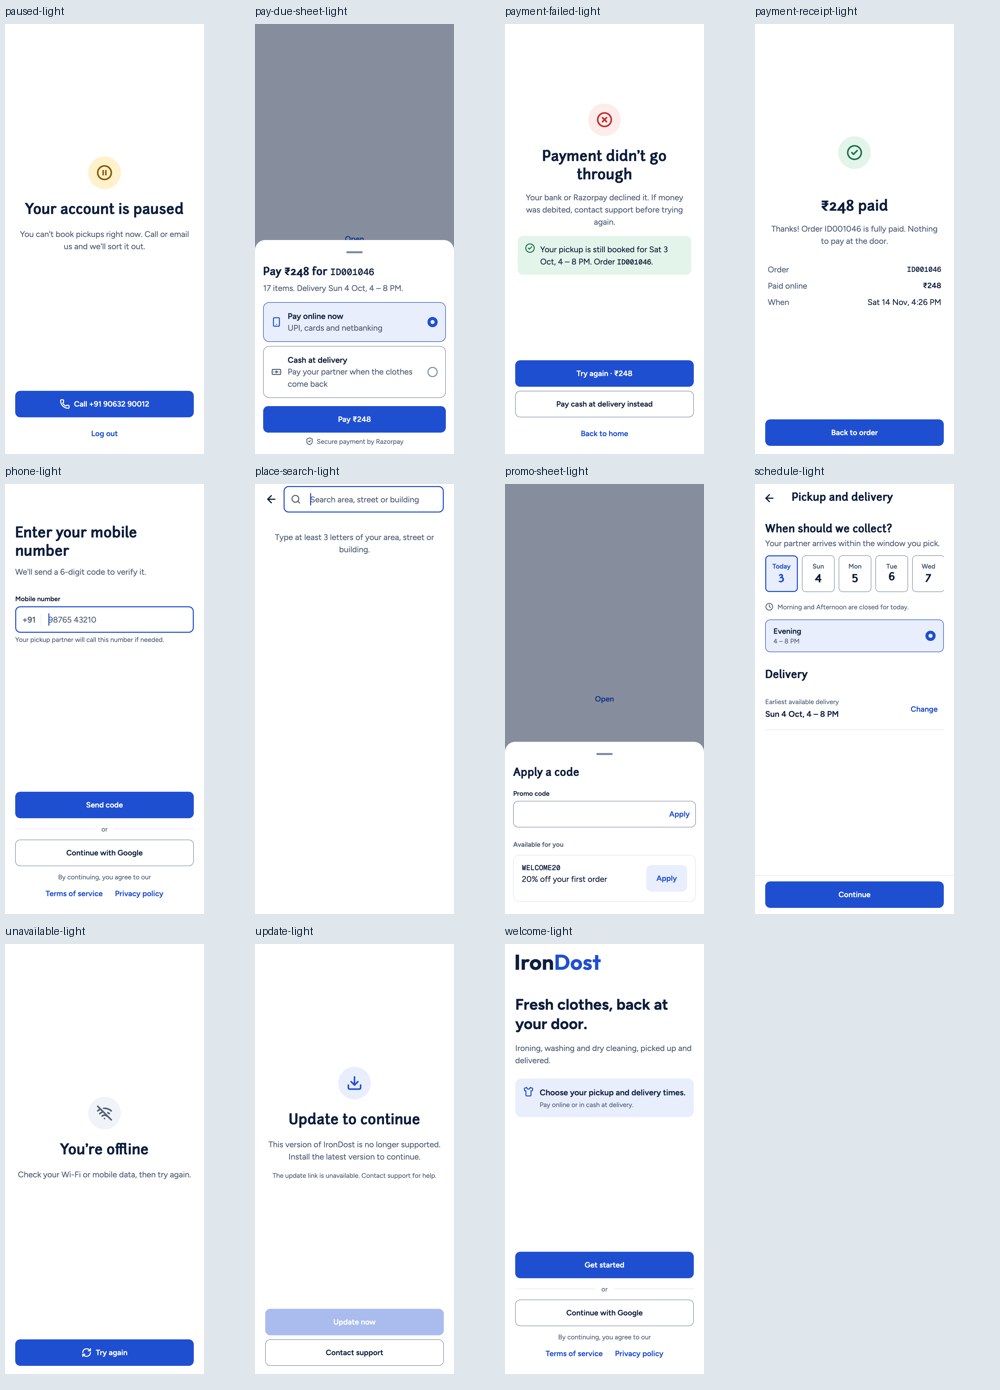 paused-light
Your account is paused
You can't book pickups right now. Call or email
us and we'll sort it out.
Call +91 90632 90012
Log out
pay-due-sheet-light
Open
Pay ₹248 for ID001046
17 items. Delivery Sun 4 Oct, 4 – 8 PM.
Pay online now
UPI, cards and netbanking
Cash at delivery
Pay your partner when the clothes
come back
Pay ₹248
Secure payment by Razorpay
payment-failed-light
Payment didn't go
through
Your bank or Razorpay declined it. If money
was debited, contact support before trying
again.
Your pickup is still booked for Sat 3
Oct, 4 – 8 PM. Order ID001046.
Try again · ₹248
Pay cash at delivery instead
Back to home
payment-receipt-light
₹248 paid
Thanks! Order ID001046 is fully paid. Nothing
to pay at the door.
Order ID001046
Paid online ₹248
When Sat 14 Nov, 4:26 PM
Back to order
phone-light
Enter your mobile
number
We'll send a 6-digit code to verify it.
Mobile number
+91 98765 43210
Your pickup partner will call this number if needed.
Send code
or
Continue with Google
By continuing, you agree to our
Terms of service Privacy policy
place-search-light
Search area, street or building
Type at least 3 letters of your area, street or
building.
promo-sheet-light
Open
Apply a code
Promo code
Apply
Available for you
WELCOME20
20% off your first order
Apply
schedule-light
Pickup and delivery
When should we collect?
Your partner arrives within the window you pick.
Today Sun Mon Tue Wed
3 4 5 6 7
Morning and Afternoon are closed for today.
Evening
4 – 8 PM
Delivery
Earliest available delivery
Sun 4 Oct, 4 – 8 PM
Change
Continue
unavailable-light
You're offline
Check your Wi-Fi or mobile data, then try again.
Try again
update-light
Update to continue
This version of IronDost is no longer supported.
Install the latest version to continue.
The update link is unavailable. Contact support for help.
Update now
Contact support
welcome-light
IronDost
Fresh clothes, back at
your door.
Ironing, washing and dry cleaning, picked up and
delivered.
Choose your pickup and delivery times.
Pay online or in cash at delivery.
Get started
or
Continue with Google
By continuing, you agree to our
Terms of service Privacy policy